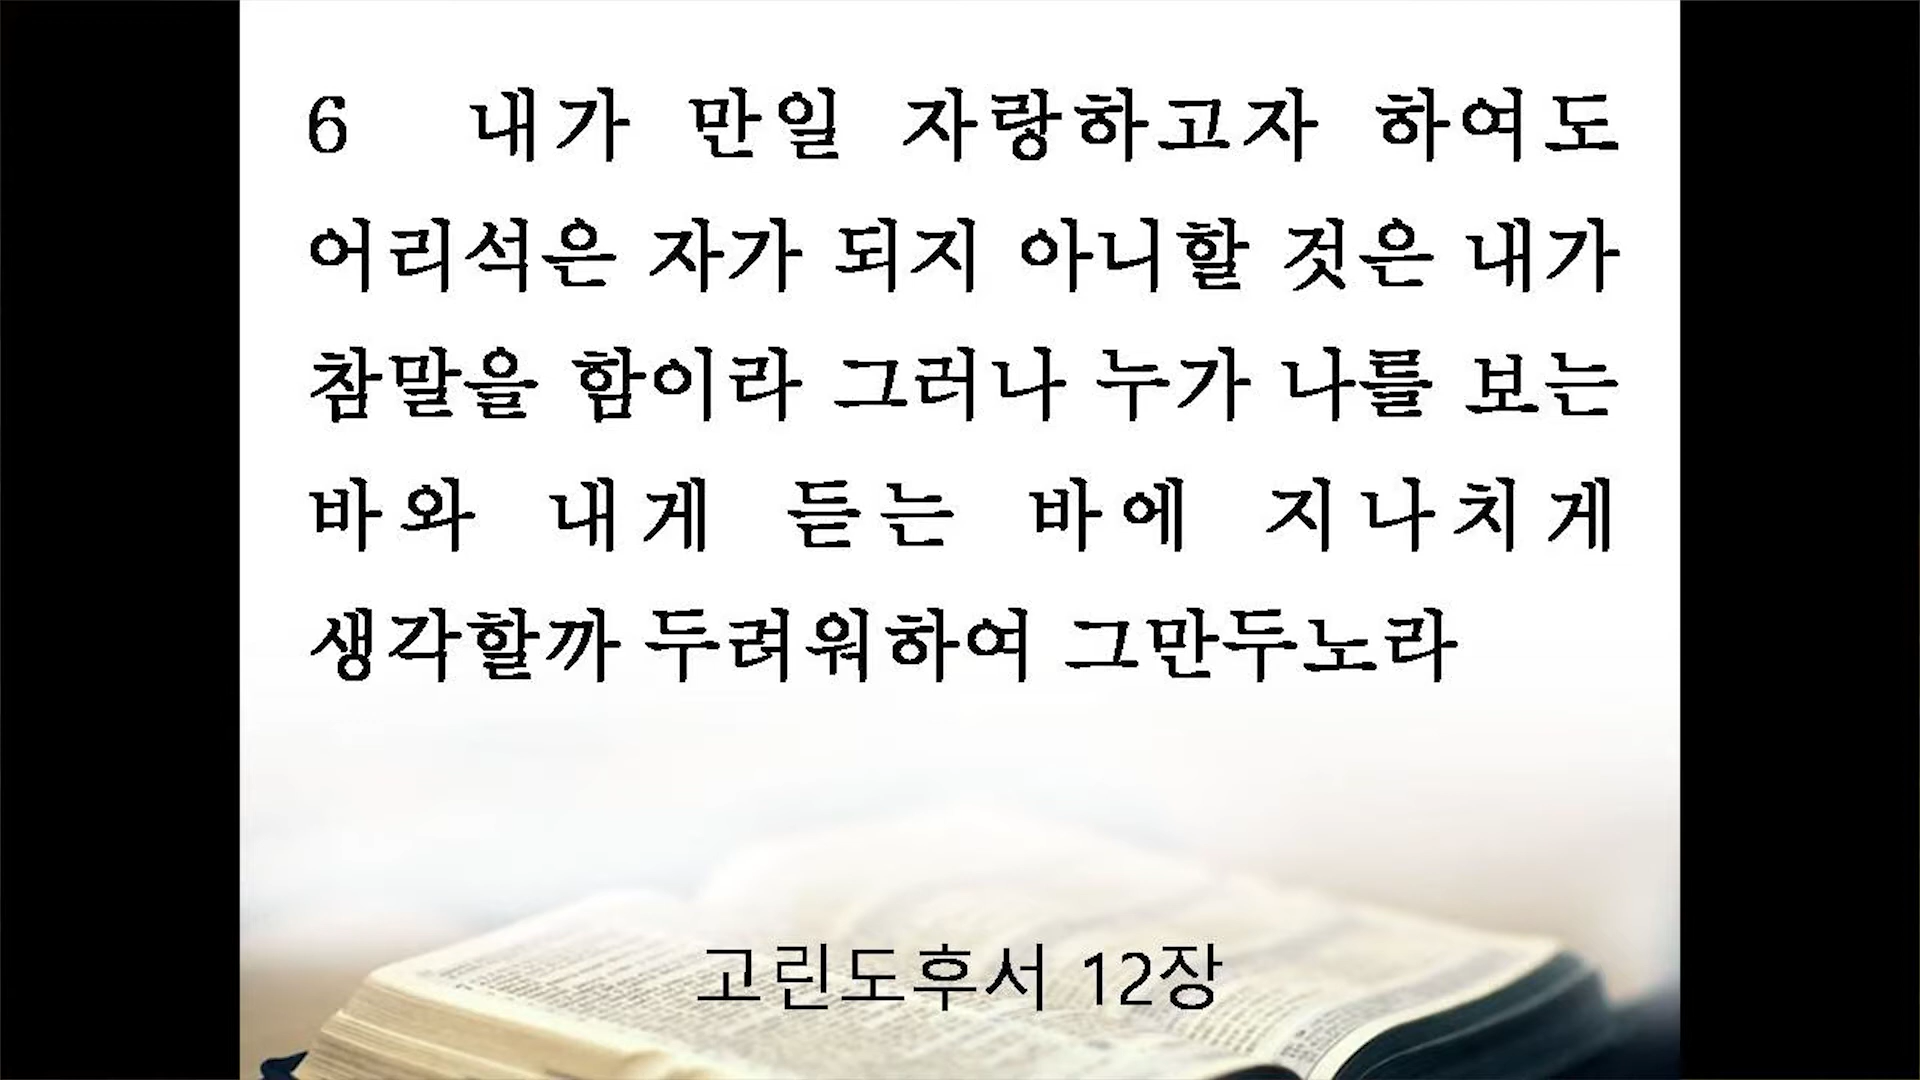 6 내가 만일 자랑하고자 하여도
어리석은 자가 되지 아니할 것은 내가
참말을 함이라 그러나 누가 나를 보는
바와 내게 듣는 바에 지나치게
생각할까 두려워하여 그만두노라
고린도후서 12장